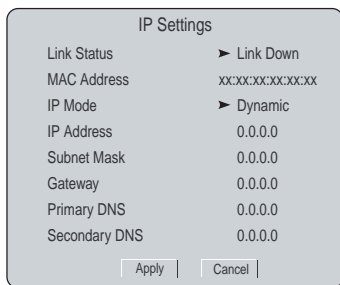 IP Settings
Link Status ➤ Link Down
MAC Address xx:xx:xx:xx:xx:xx
IP Mode ➤ Dynamic
IP Address 0.0.0.0
Subnet Mask 0.0.0.0
Gateway 0.0.0.0
Primary DNS 0.0.0.0
Secondary DNS 0.0.0.0
Apply Cancel